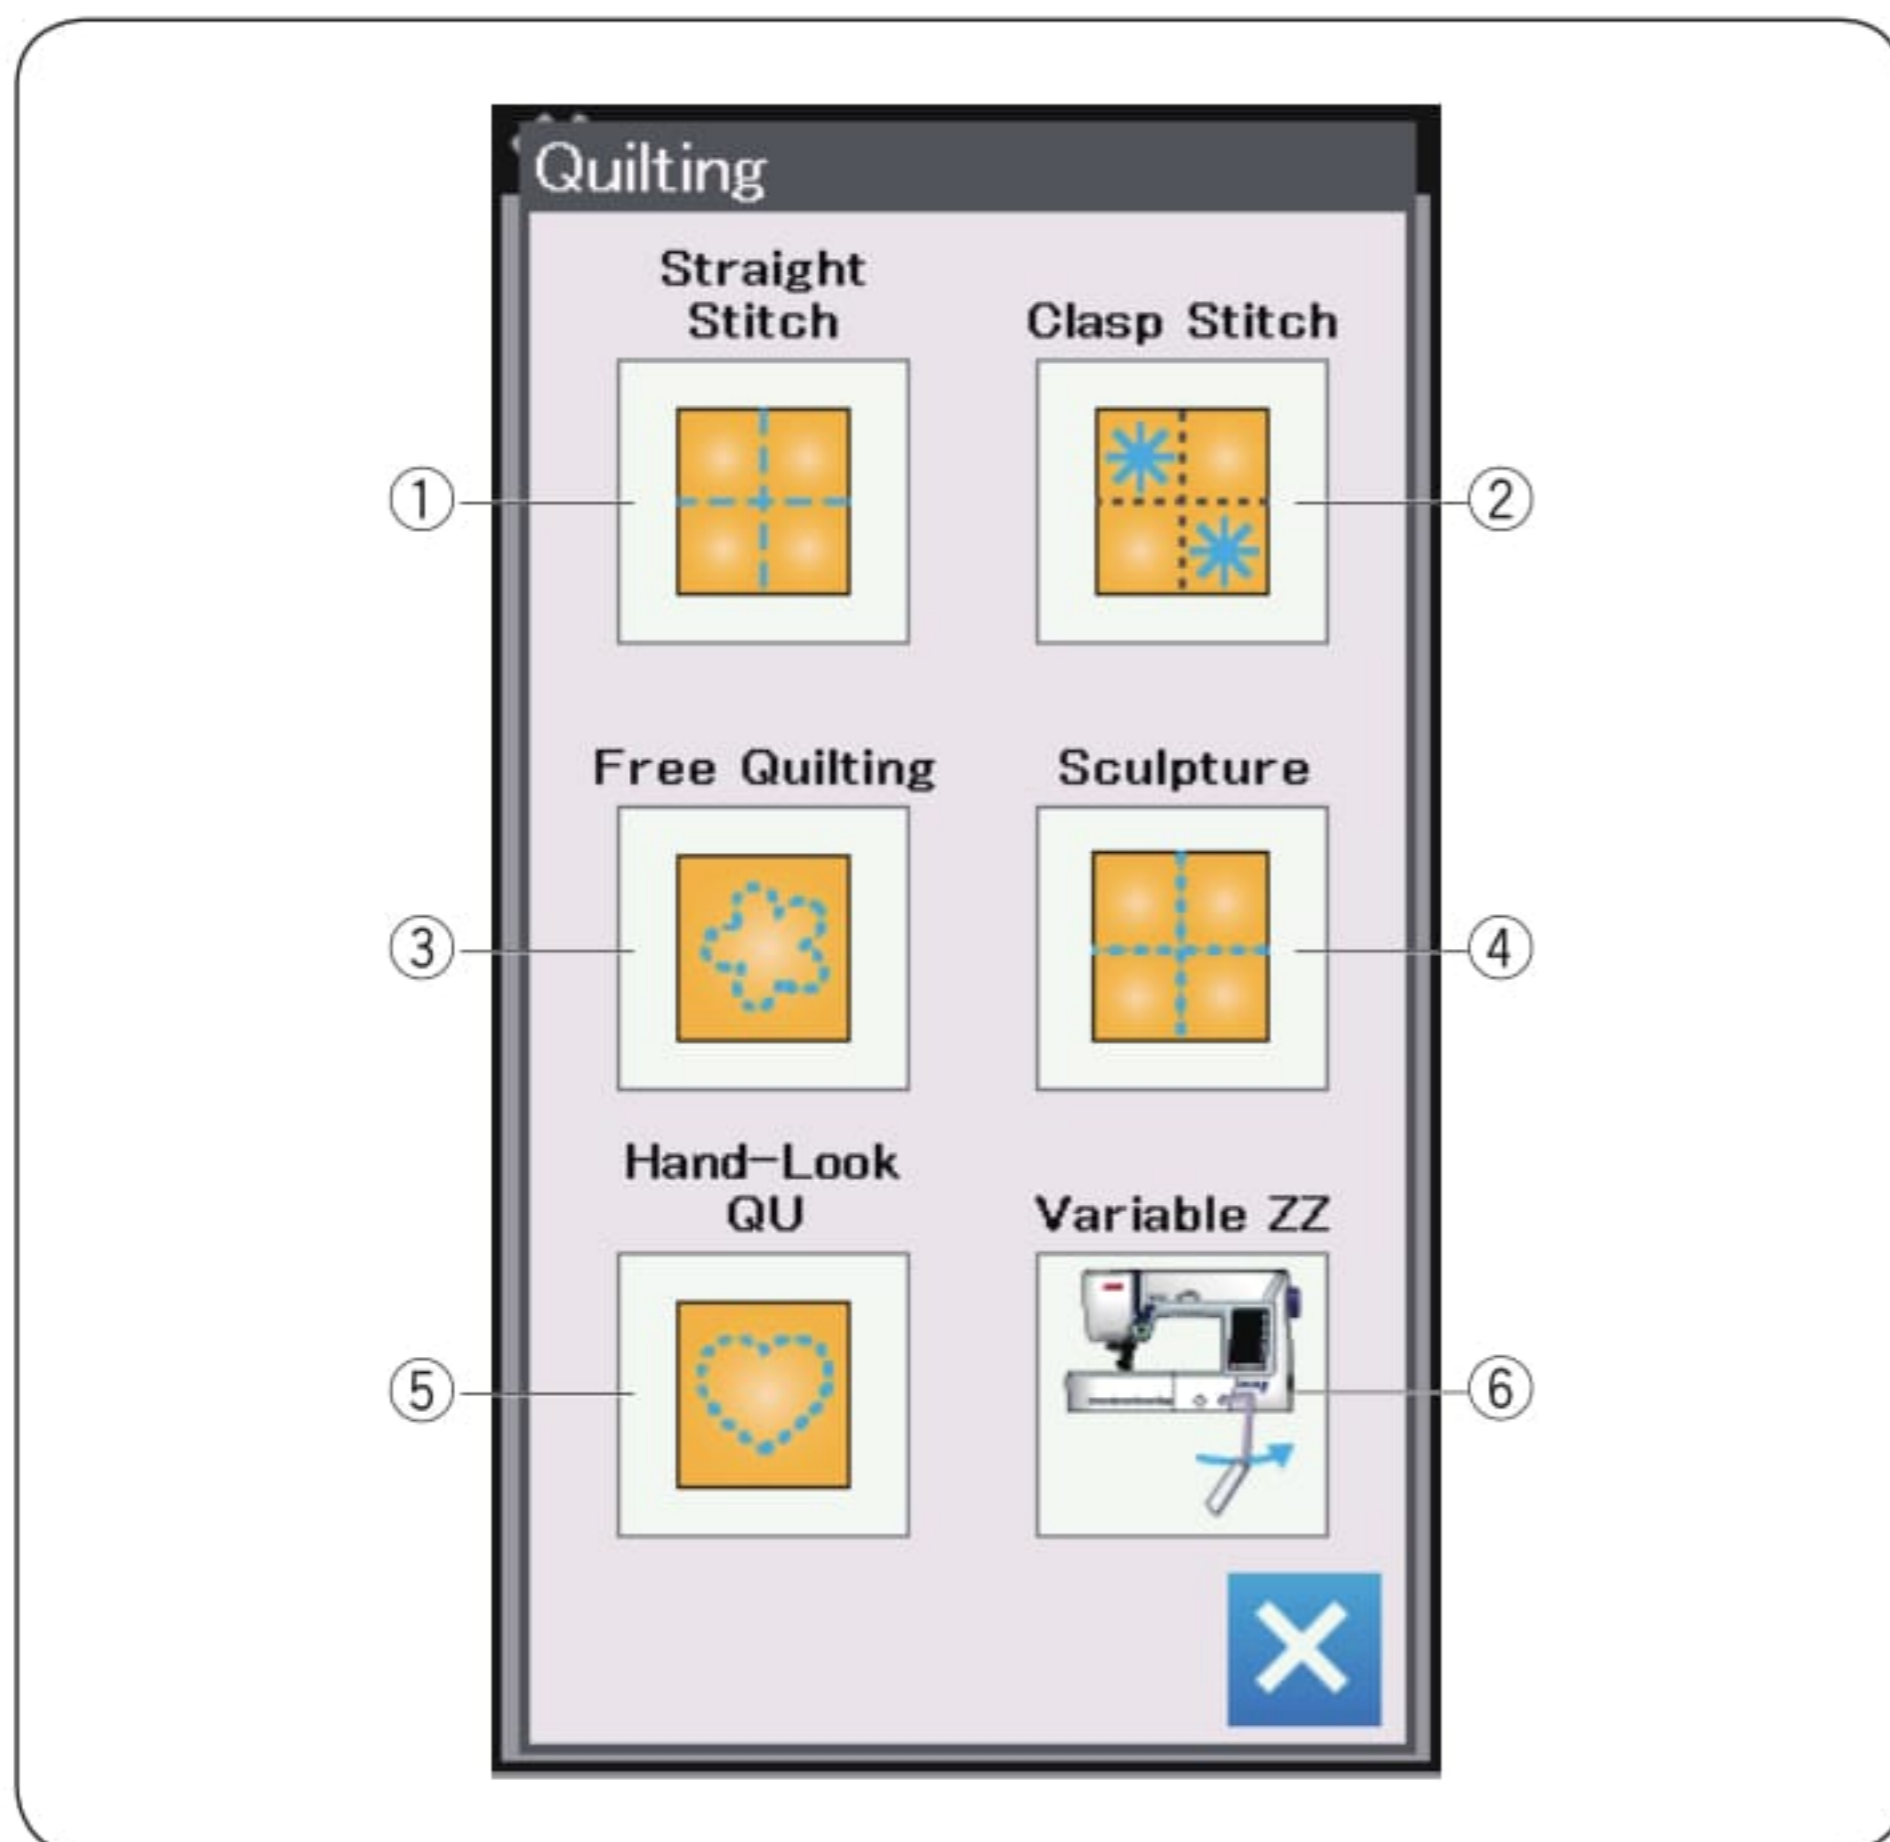 Quilting
Straight
Stitch
Clasp Stitch
①
②
Free Quilting
Sculpture
③
④
Hand-Look
QU
Variable ZZ
⑤
⑥